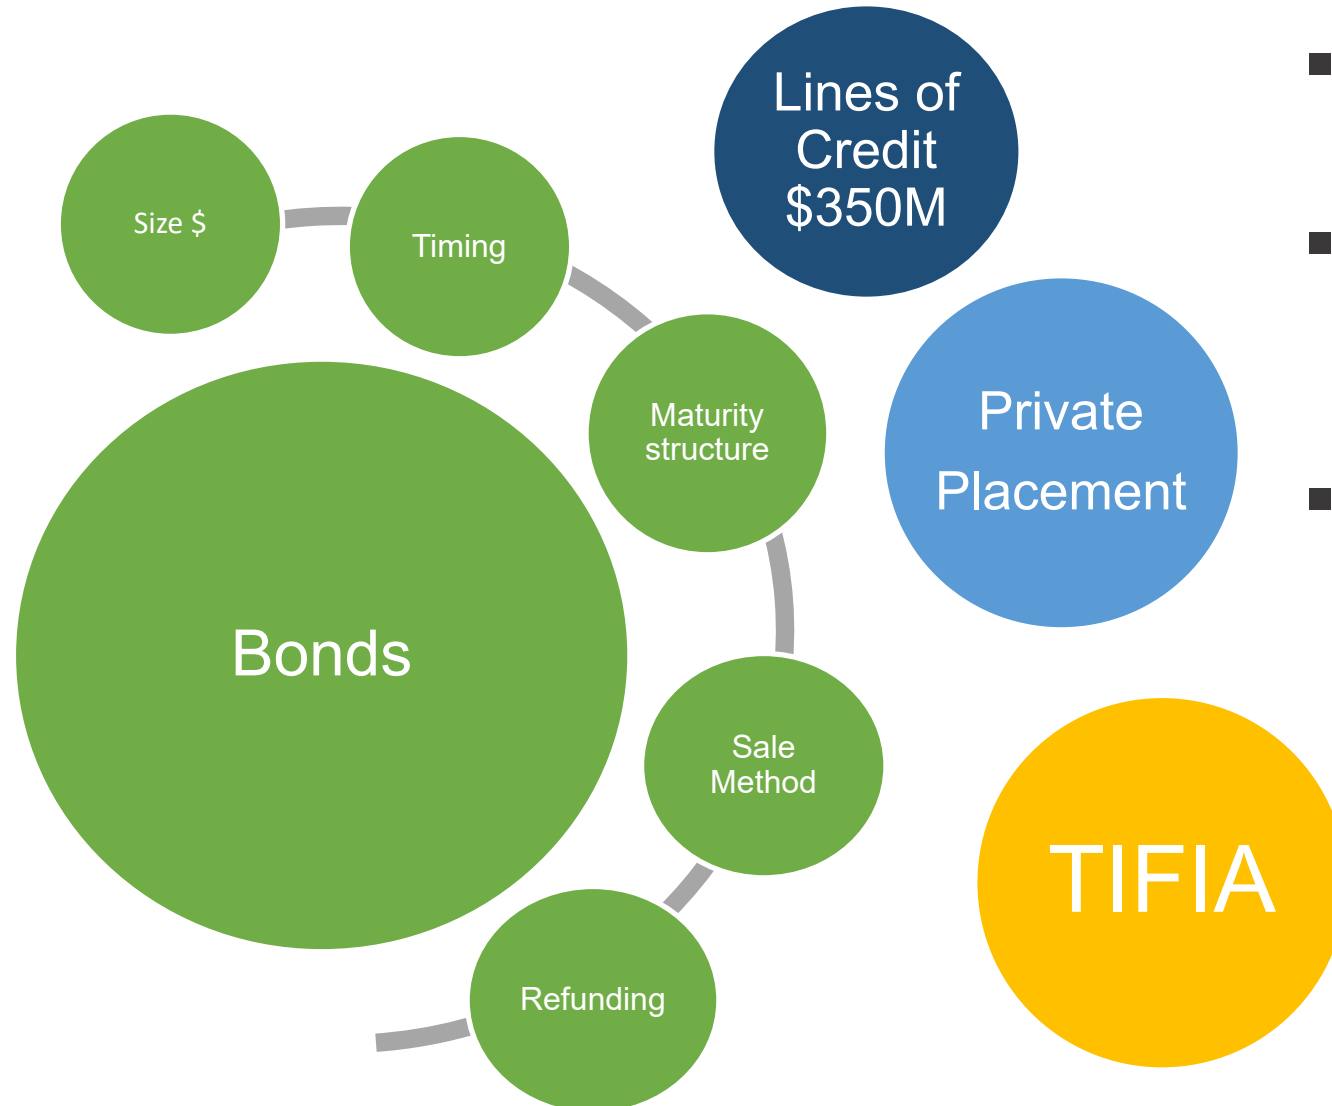 Lines of
Credit
$350M
Size $
Timing
Private
Placement
Maturity
structure
Bonds
Sale
Method
TIFIA
Refunding